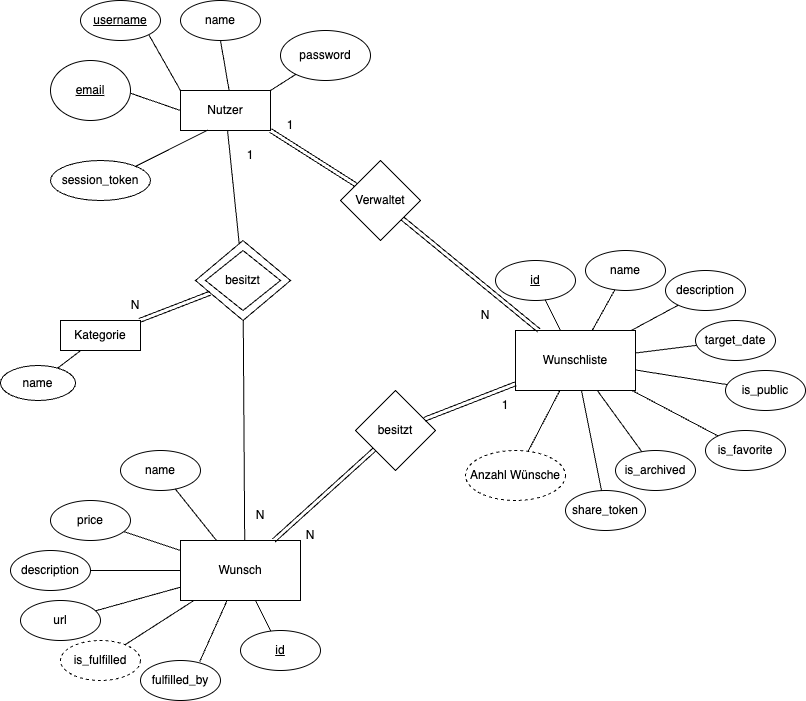 username
name
password
email
Nutzer
1
1
session_token
Verwaltet
besitzt
id
name
description
N
N
Kategorie
target_date
Wunschliste
name
is_public
1
besitzt
is_favorite
name
Anzahl Wünsche
is_archived
share_token
price
N
N
description
Wunsch
url
is_fulfilled
id
fulfilled_by